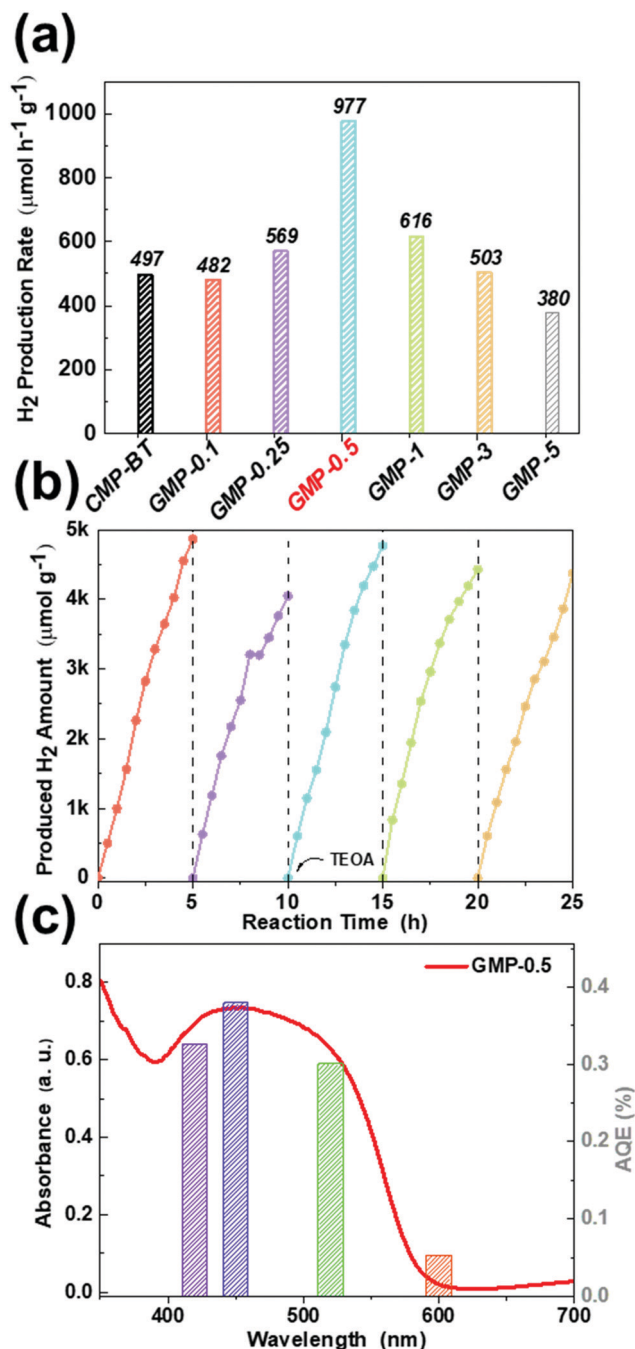 (a)
H2 Production Rate (μmol h-1 g-1)
1000
800
600
400
200
0
497
482
569
977
616
503
380
CMP-BT
GMP-0.1
GMP-0.25
GMP-0.5
GMP-1
GMP-3
GMP-5
(b)
Produced H2 Amount (μmol g-1)
5k
4k
3k
2k
1k
0
TEOA
0
5
10
15
20
25
Reaction Time (h)
(c)
Absorbance (a. u.)
0.8
0.6
0.4
0.2
0.0
GMP-0.5
0.4
0.3
0.2
0.1
0.0
AQE (%)
400
500
600
700
Wavelength (nm)